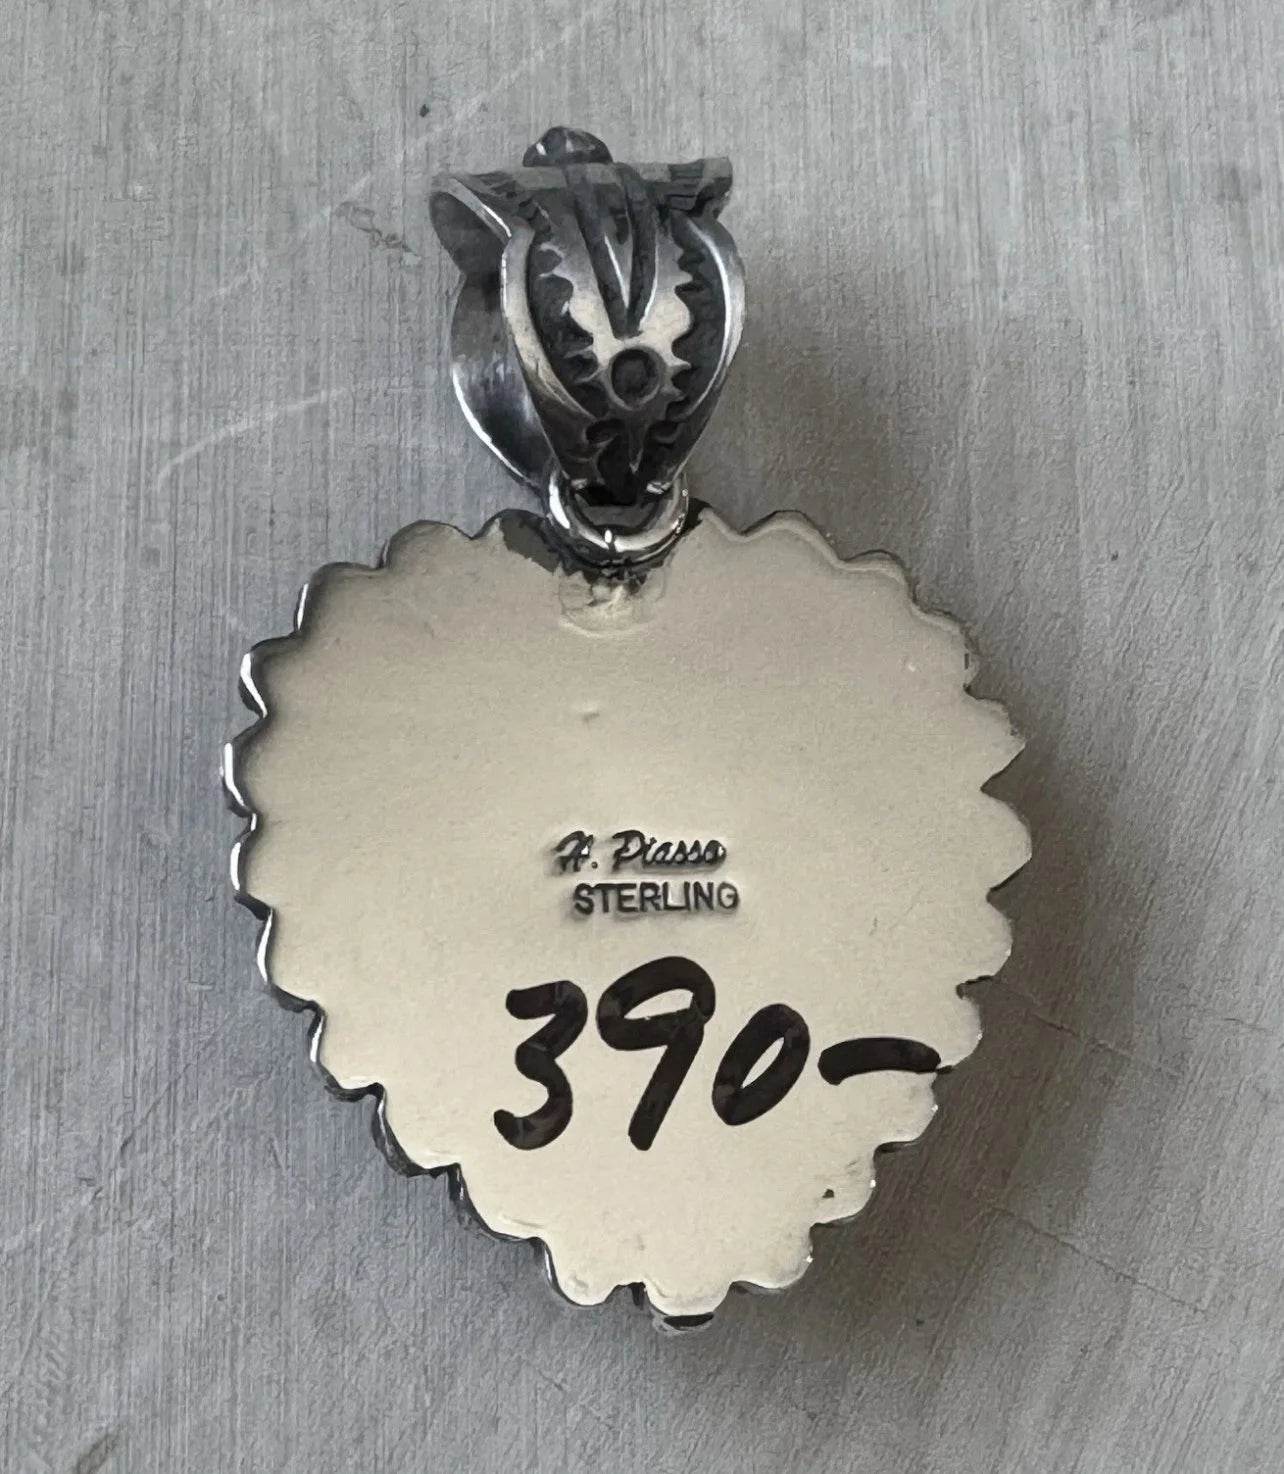 H. Piasso
STERLING
390-